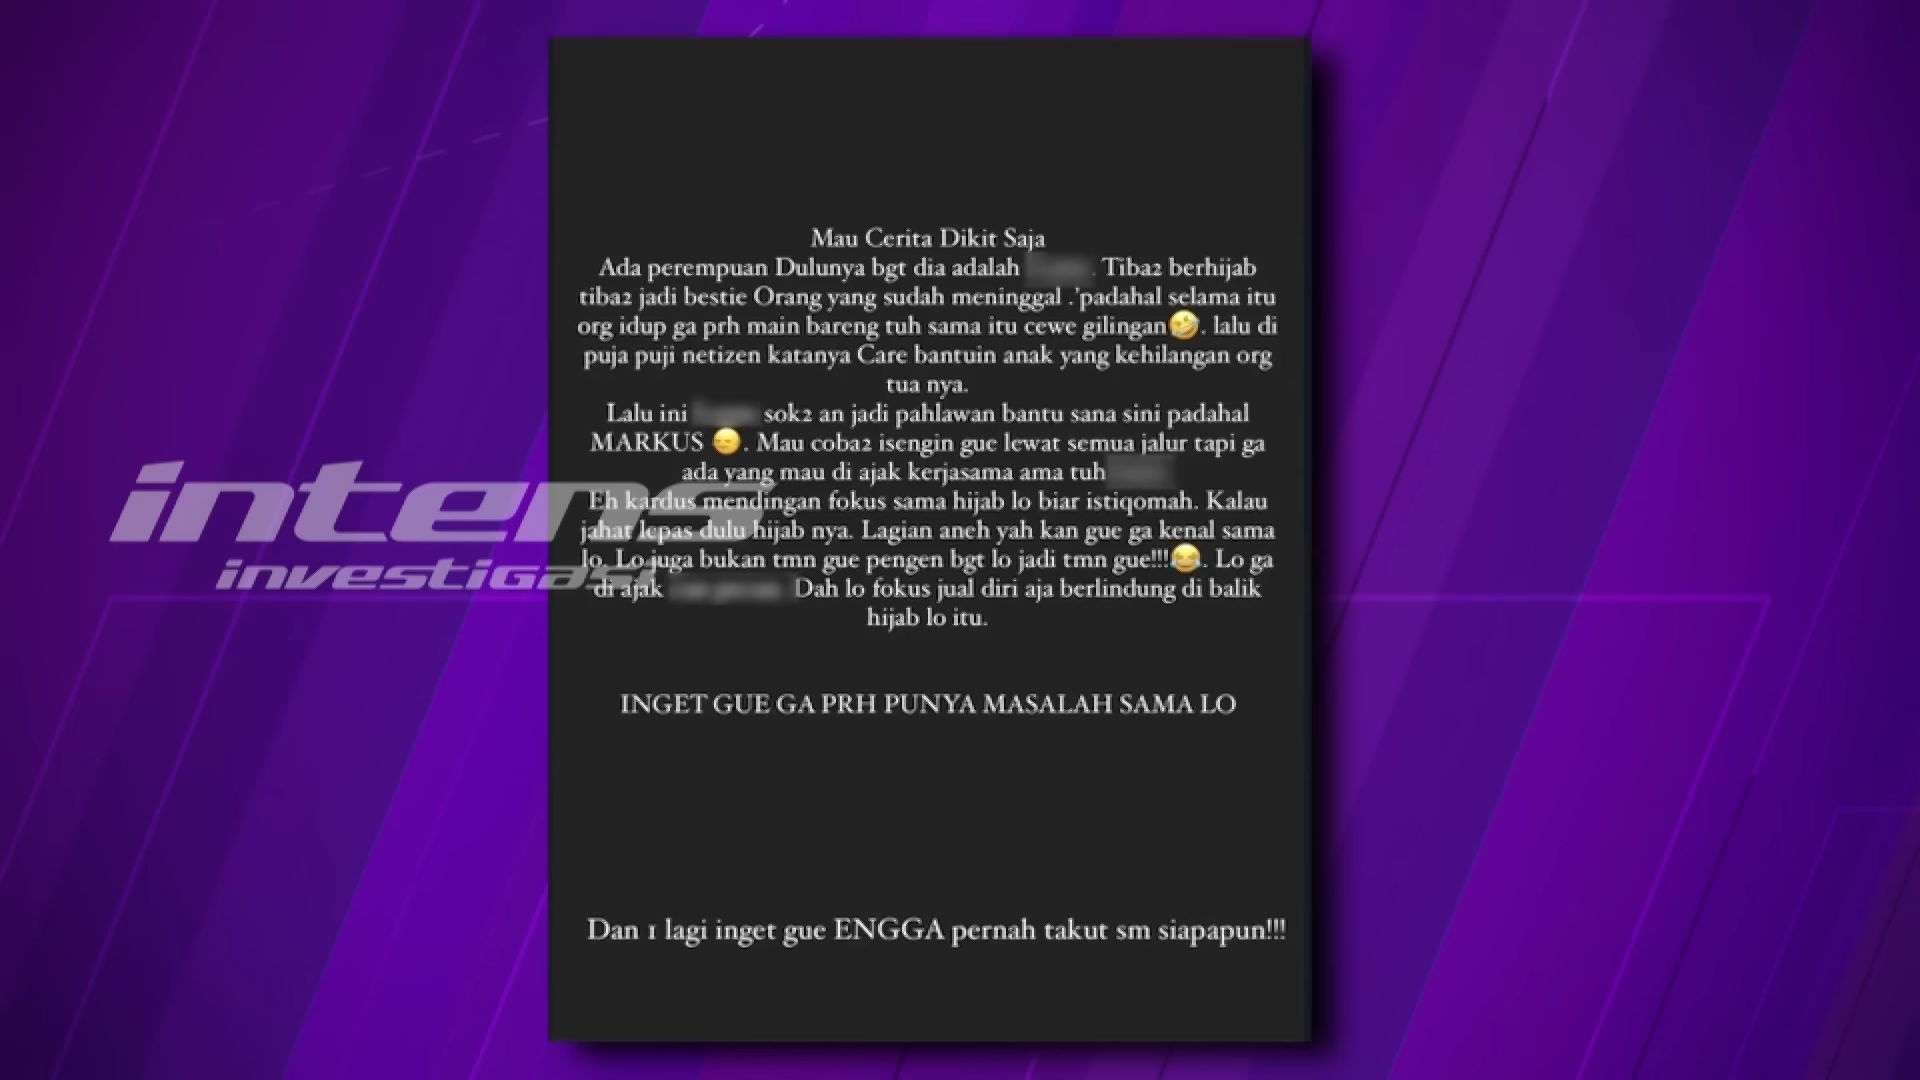 Mau Cerita Dikit Saja
Ada perempuan Dulunya bgt dia adalah . Tiba2 berhijab
tiba2 jadi bestie Orang yang sudah meninggal .'padahal selama itu
org idup ga prh main bareng tuh sama itu cewe gilingan🤣. lalu di
puja puji netizen katanya Care bantuin anak yang kehilangan org
tua nya.
Lalu ini sok2 an jadi pahlawan bantu sana sini padahal
MARKUS 😑. Mau coba2 isengin gue lewat semua jalur tapi ga
ada yang mau di ajak kerjasama ama tuh
Eh kardus mendingan fokus sama hijab lo biar istiqomah. Kalau
jahat lepas dulu hijab nya. Lagian aneh yah kan gue ga kenal sama
lo. Lo juga bukan tmn gue pengen bgt lo jadi tmn gue!!!😂. Lo ga
di ajak Dah lo fokus jual diri aja berlindung di balik
hijab lo itu.
INGET GUE GA PRH PUNYA MASALAH SAMA LO
Dan 1 lagi inget gue ENGGA pernah takut sm siapapun!!!
intens
investigasi